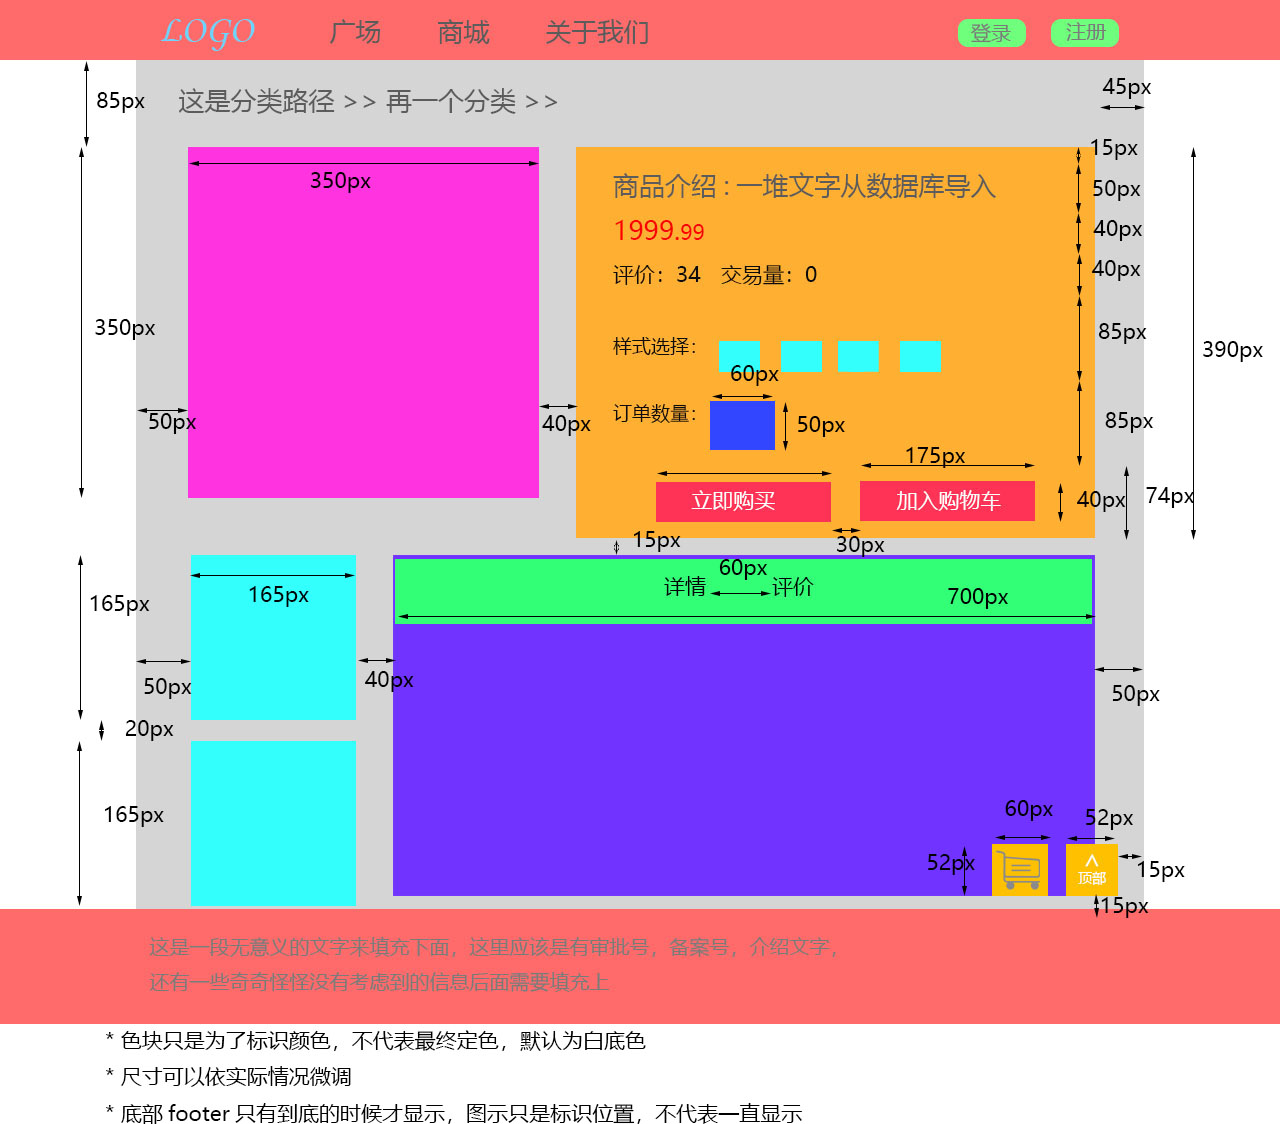 LOGO 广场 商城 关于我们 登录 注册
85px
这是分类路径 >> 再一个分类 >>
45px
15px
350px
商品介绍 : 一堆文字从数据库导入
50px
1999.99
40px
评价：34 交易量：0
40px
350px
样式选择：
85px
390px
60px
50px
40px
订单数量：
50px
85px
175px
立即购买
加入购物车
40px
74px
15px
30px
60px
详情
评价
165px
165px
700px
50px
40px
50px
20px
165px
60px
52px
52px
顶部
15px
15px
这是一段无意义的文字来填充下面，这里应该是有审批号，备案号，介绍文字，
还有一些奇奇怪怪没有考虑到的信息后面需要填充上
* 色块只是为了标识颜色，不代表最终定色，默认为白底色
* 尺寸可以依实际情况微调
* 底部 footer 只有到底的时候才显示，图示只是标识位置，不代表一直显示